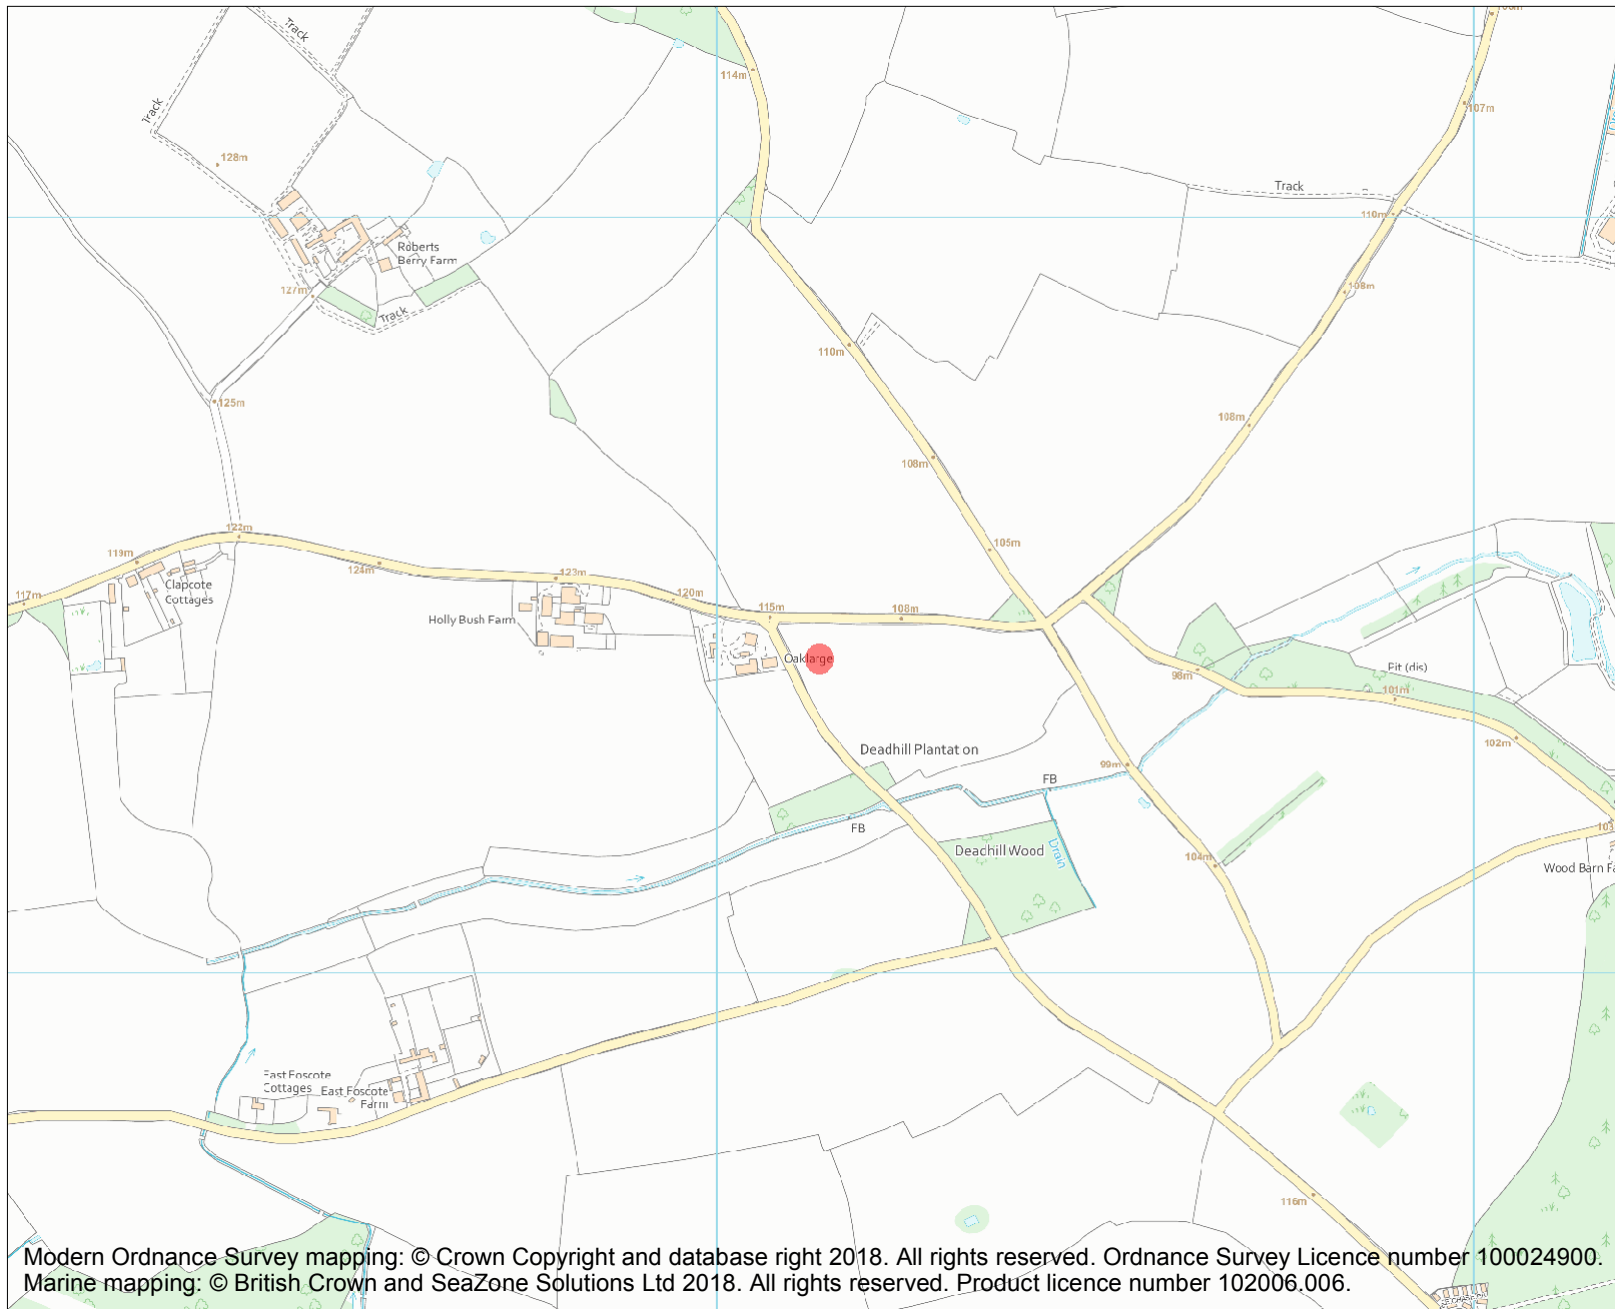 Track
Track
114m
107m
128m
Track
110m
Roberts
Berry Farm
127m
Track
108m
110m
125m
108m
108m
122m
105m
119m
124m
123m
Clapcote
Cottages
117m
120m
115m
108m
Holly Bush Farm
Oaklarge
Pit (dis)
98m
101m
102m
Deadhill Plantat on
99m
FB
FB
Deadhill Wood
Drain
104m
103
Wood Barn Fa
East Foscote
Cottages
East Foscote
Farm
116m
Modern Ordnance Survey mapping: © Crown Copyright and database right 2018. All rights reserved. Ordnance Survey Licence number 100024900.
Marine mapping: © British Crown and SeaZone Solutions Ltd 2018. All rights reserved. Product licence number 102006.006.